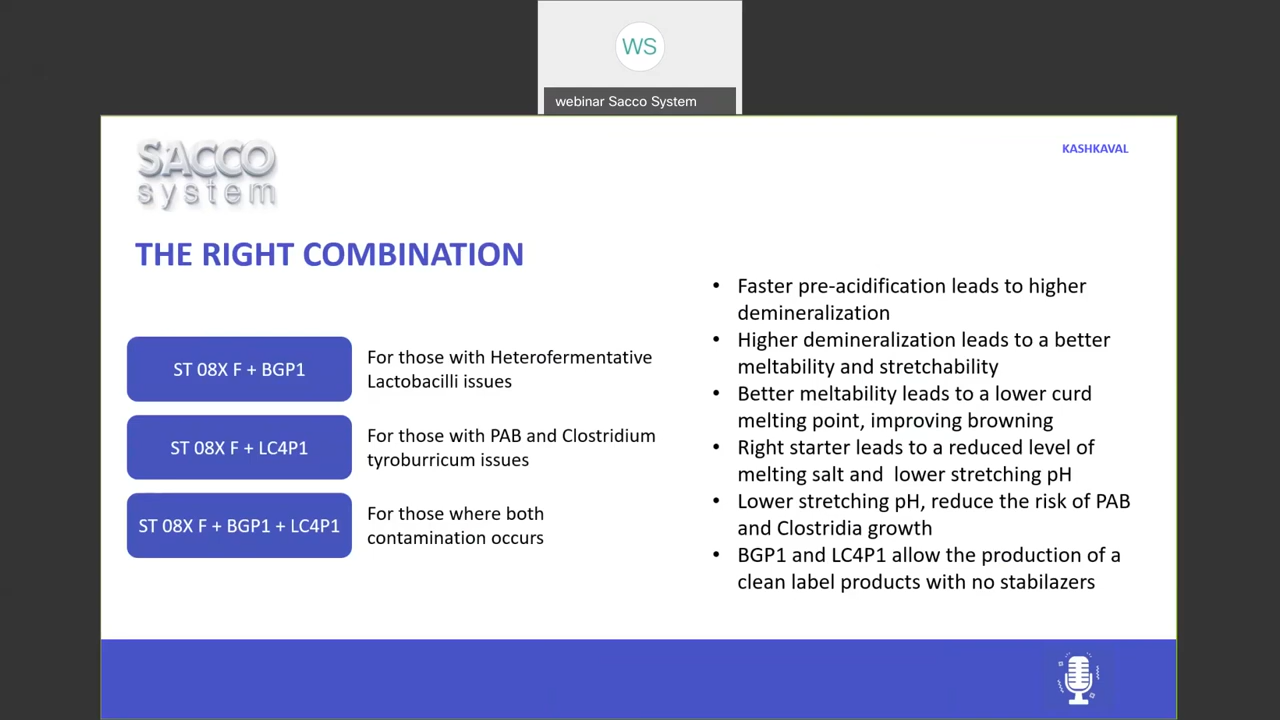 WS
webinar Sacco System
SACCO
system
KASHKAVAL
THE RIGHT COMBINATION
ST 08X F + BGP1
For those with Heterofermentative
Lactobacilli issues
ST 08X F + LC4P1
For those with PAB and Clostridium
tyroburricum issues
ST 08X F + BGP1 + LC4P1
For those where both
contamination occurs
• Faster pre-acidification leads to higher
demineralization
• Higher demineralization leads to a better
meltability and stretchability
• Better meltability leads to a lower curd
melting point, improving browning
• Right starter leads to a reduced level of
melting salt and lower stretching pH
• Lower stretching pH, reduce the risk of PAB
and Clostridia growth
• BGP1 and LC4P1 allow the production of a
clean label products with no stabilazers